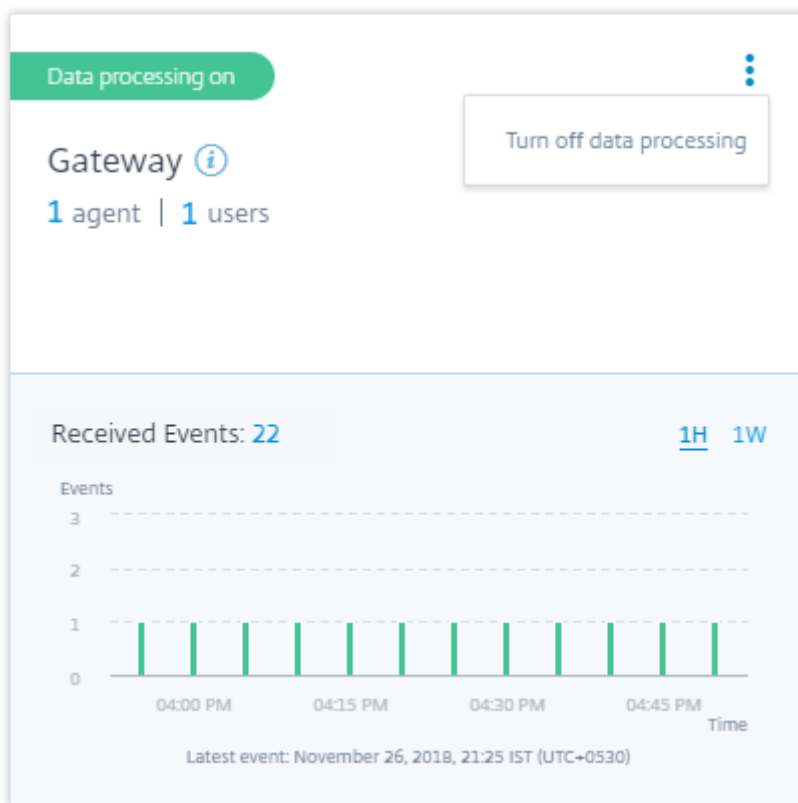 Data processing on
Turn off data processing
Gateway i
1 agent | 1 users
Received Events: 22
1H 1W
Events
3
2
1
0
04:00 PM 04:15 PM 04:30 PM 04:45 PM
Time
Latest event: November 26, 2018, 21:25 IST (UTC+0530)